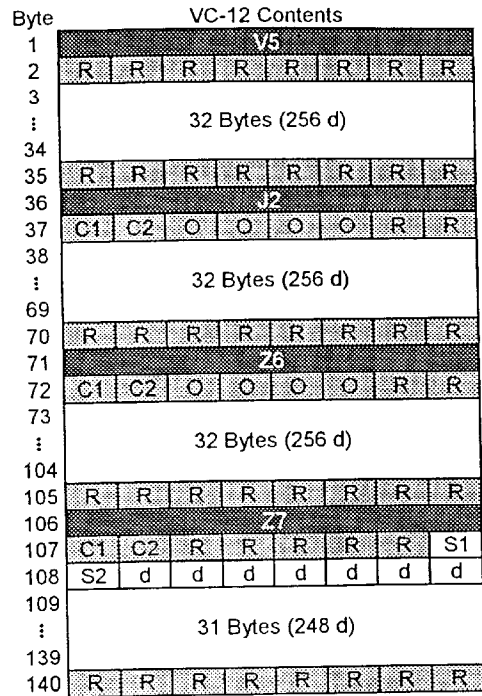 Byte VC-12 Contents
1 V5
2 R R R R R R R R
3
⋮ 32 Bytes (256 d)
34
35 R R R R R R R R
36 J2
37 C1 C2 O O O O R R
38
⋮ 32 Bytes (256 d)
69
70 R R R R R R R R
71 Z6
72 C1 C2 O O O O R R
73
⋮ 32 Bytes (256 d)
104
105 R R R R R R R R
106 Z7
107 C1 C2 R R R R R S1
108 S2 d d d d d d d
109
⋮ 31 Bytes (248 d)
139
140 R R R R R R R R